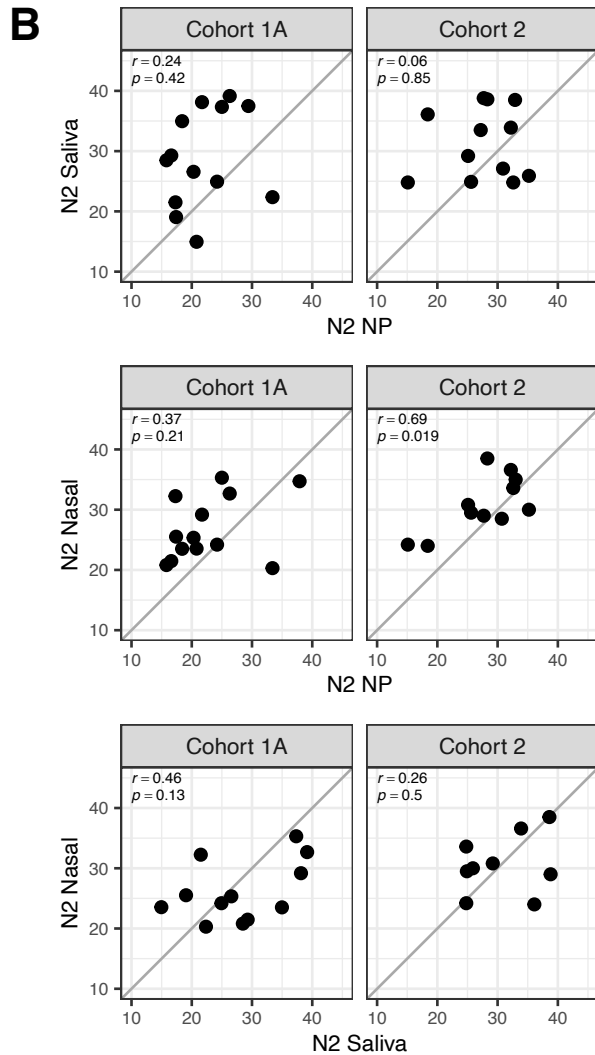 B
Cohort 1A
Cohort 2
r = 0.24
p = 0.42
r = 0.06
p = 0.85
40
30
20
10
N2 Saliva
10 20 30 40
10 20 30 40
N2 NP
Cohort 1A
Cohort 2
r = 0.37
p = 0.21
r = 0.69
p = 0.019
40
30
20
10
N2 Nasal
10 20 30 40
10 20 30 40
N2 NP
Cohort 1A
Cohort 2
r = 0.46
p = 0.13
r = 0.26
p = 0.5
40
30
20
10
N2 Nasal
10 20 30 40
10 20 30 40
N2 Saliva